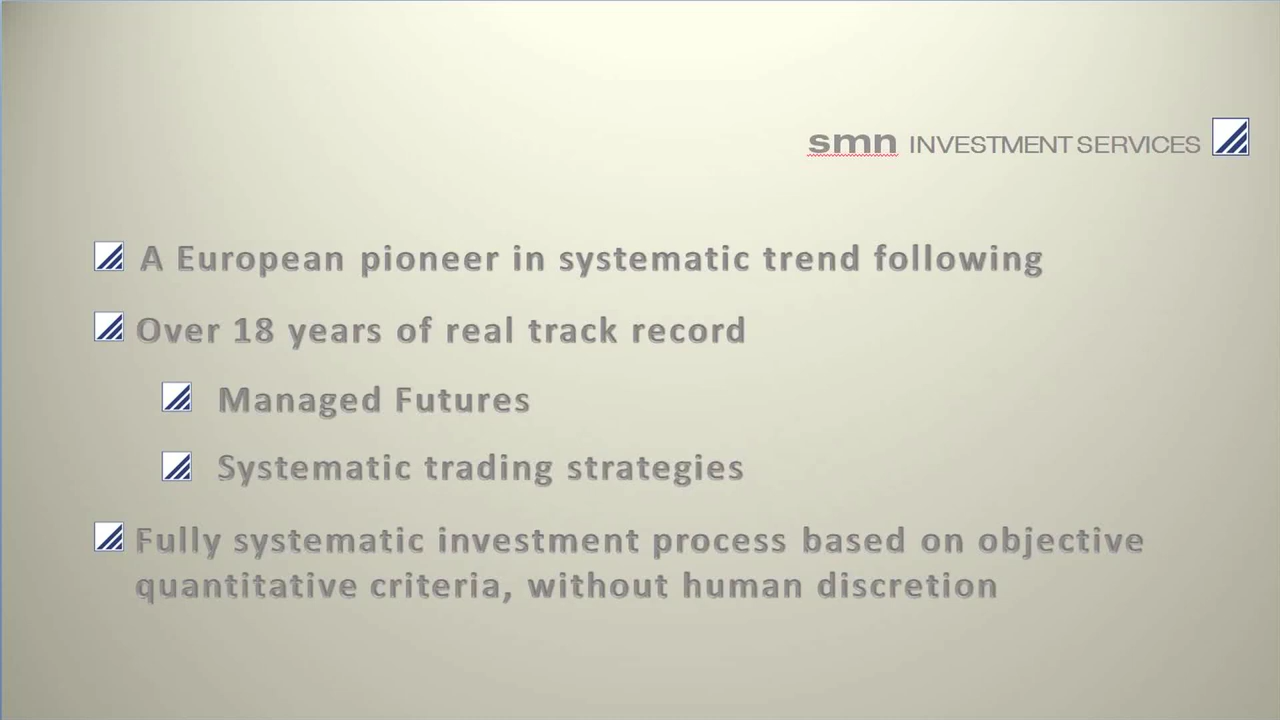 smn INVESTMENT SERVICES
A European pioneer in systematic trend following
Over 18 years of real track record
Managed Futures
Systematic trading strategies
Fully systematic investment process based on objective
quantitative criteria, without human discretion